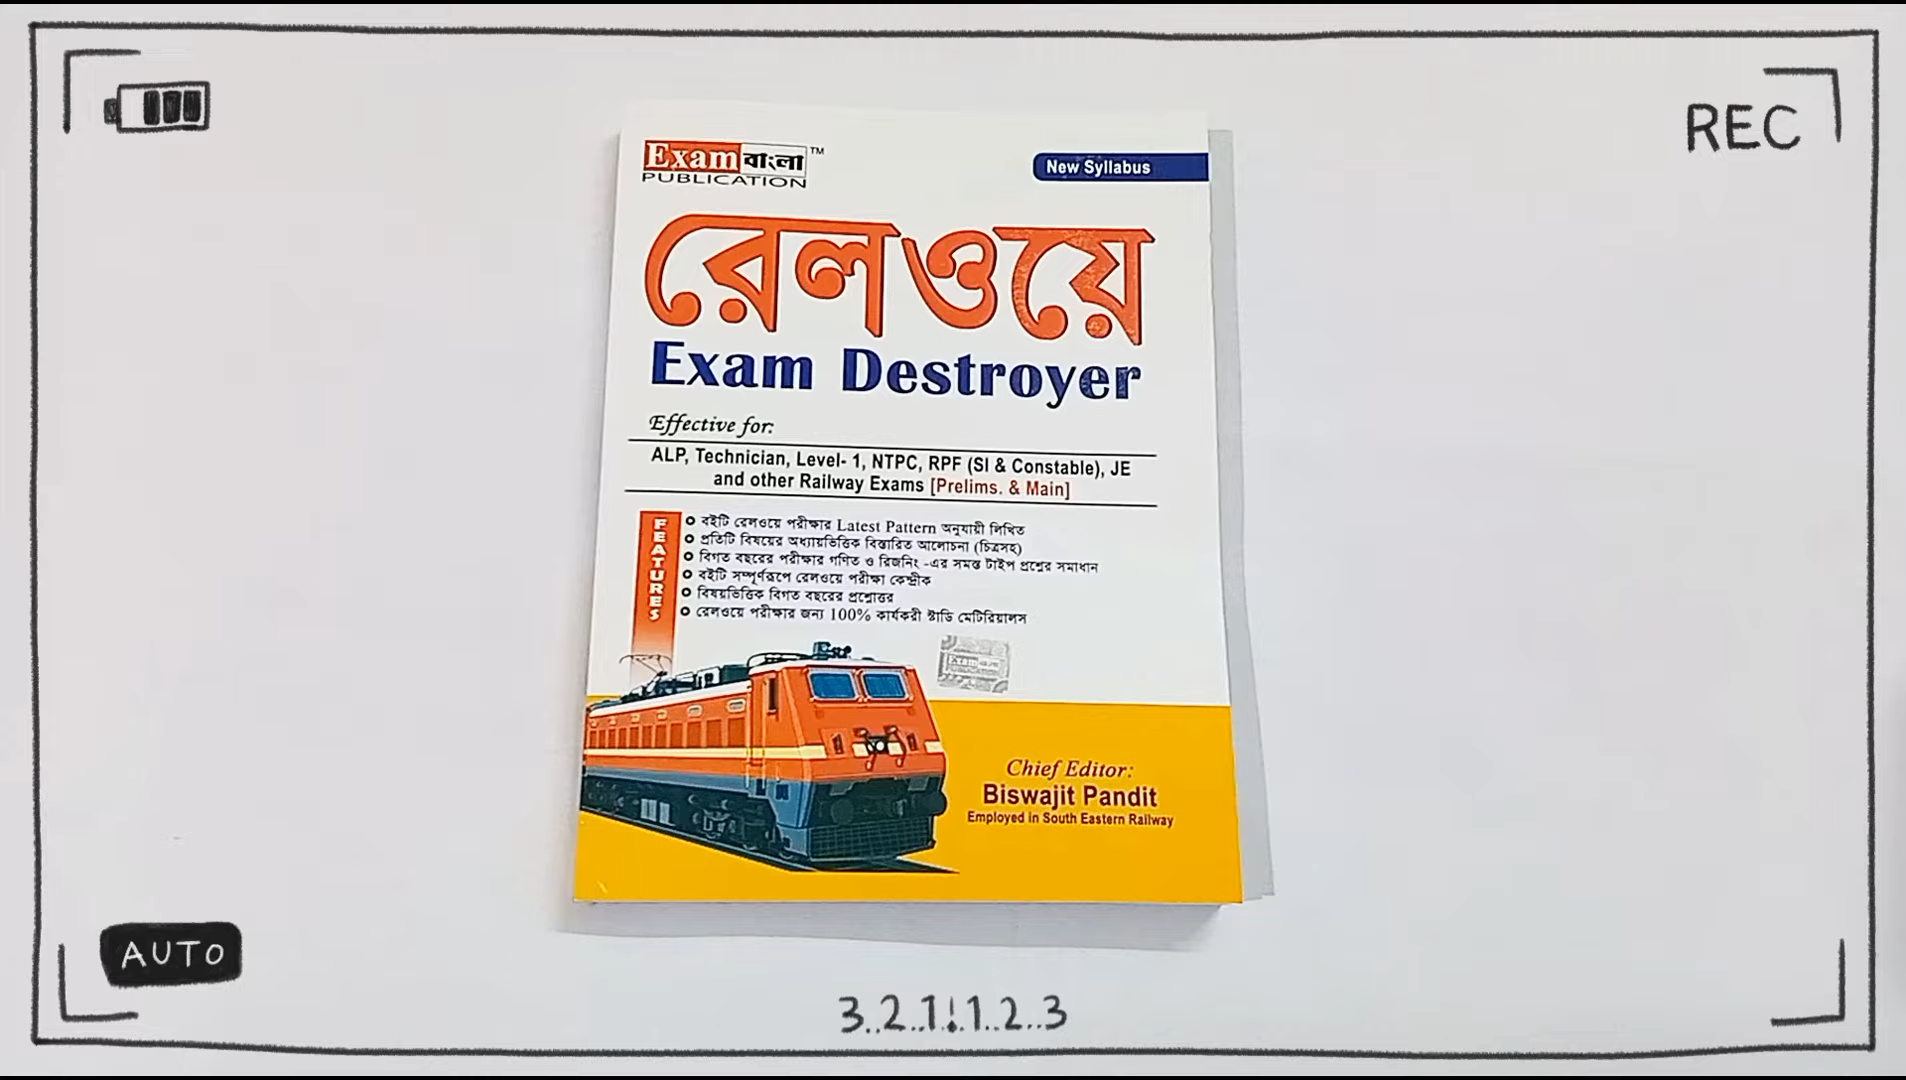 REC
Examবাংলা™
PUBLICATION
New Syllabus
রেলওয়ে
Exam Destroyer
Effective for:
ALP, Technician, Level- 1, NTPC, RPF (SI & Constable), JE
and other Railway Exams [Prelims. & Main]
FEATURES
বইটি রেলওয়ে পরীক্ষার Latest Pattern অনুযায়ী লিখিত
প্রতিটি বিষয়ের অধ্যায়ভিত্তিক বিস্তারিত আলোচনা (চিত্রসহ)
বিগত বছরের পরীক্ষার গণিত ও রিজনিং -এর সমস্ত টাইপ প্রশ্নের সমাধান
বইটি সম্পূর্ণরূপে রেলওয়ে পরীক্ষা কেন্দ্রীক
বিষয়ভিত্তিক বিগত বছরের প্রশ্নোত্তর
রেলওয়ে পরীক্ষার জন্য 100% কার্যকরী স্টাডি মেটিরিয়ালস
Exam বাংলা
Chief Editor:
Biswajit Pandit
Employed in South Eastern Railway
AUTO
3..2..1.!.1..2..3